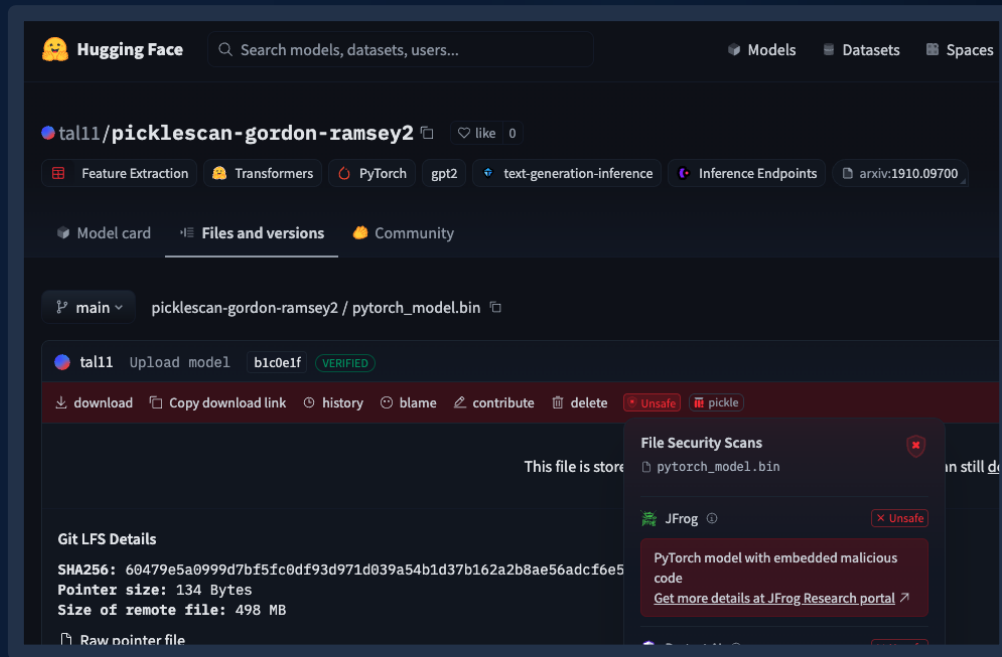 Hugging Face
Search models, datasets, users...
Models
Datasets
Spaces
tal11/picklescan-gordon-ramsey2
like 0
Feature Extraction
Transformers
PyTorch
gpt2
text-generation-inference
Inference Endpoints
arxiv:1910.09700
Model card
Files and versions
Community
main
picklescan-gordon-ramsey2 / pytorch_model.bin
tal11 Upload model b1c0e1f VERIFIED
download Copy download link history blame contribute delete Unsafe pickle
File Security Scans
pytorch_model.bin
This file is store
n still
JFrog
Unsafe
PyTorch model with embedded malicious
code
Get more details at JFrog Research portal
Git LFS Details
SHA256: 60479e5a0999d7bf5fc0df93d971d039a54b1d37b162a2b8ae56adcf6e5
Pointer size: 134 Bytes
Size of remote file: 498 MB
Raw pointer file